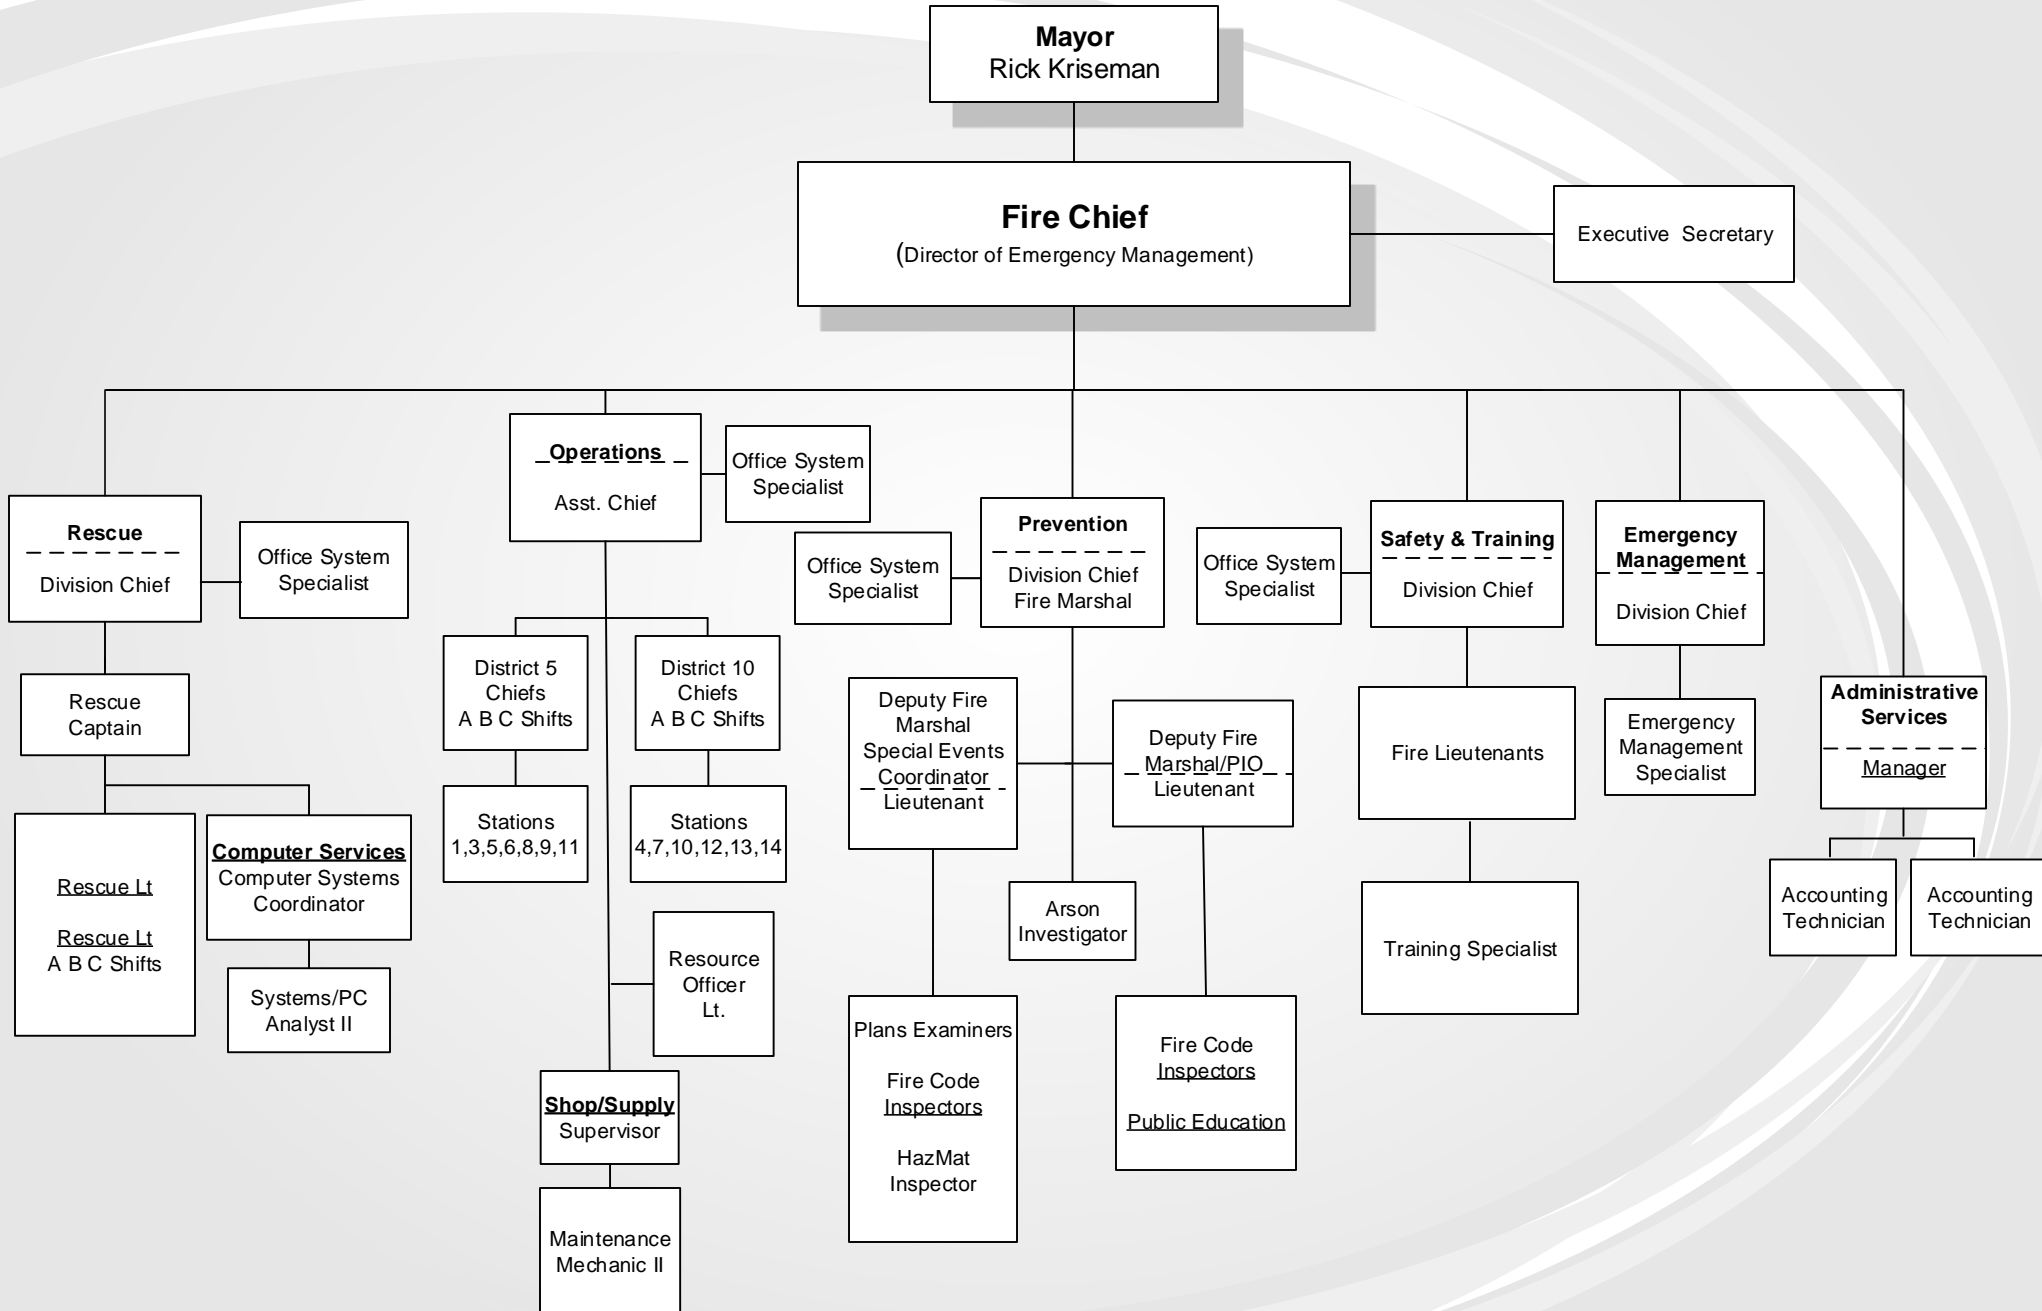 Mayor
Rick Kriseman
Fire Chief
(Director of Emergency Management)
Executive Secretary
Rescue
Division Chief
Office System
Specialist
Rescue
Captain
Rescue Lt
Rescue Lt
A B C Shifts
Computer Services
Computer Systems
Coordinator
Systems/PC
Analyst II
Operations
Asst. Chief
Office System
Specialist
District 5
Chiefs
A B C Shifts
District 10
Chiefs
A B C Shifts
Stations
1,3,5,6,8,9,11
Stations
4,7,10,12,13,14
Resource
Officer
Lt.
Shop/Supply
Supervisor
Maintenance
Mechanic II
Prevention
Division Chief
Fire Marshal
Office System
Specialist
Deputy Fire
Marshal
Special Events
Coordinator
Lieutenant
Deputy Fire
Marshal/PIO
Lieutenant
Arson
Investigator
Plans Examiners
Fire Code
Inspectors
HazMat
Inspector
Fire Code
Inspectors
Public Education
Safety & Training
Division Chief
Office System
Specialist
Fire Lieutenants
Training Specialist
Emergency
Management
Division Chief
Emergency
Management
Specialist
Administrative
Services
Manager
Accounting
Technician
Accounting
Technician